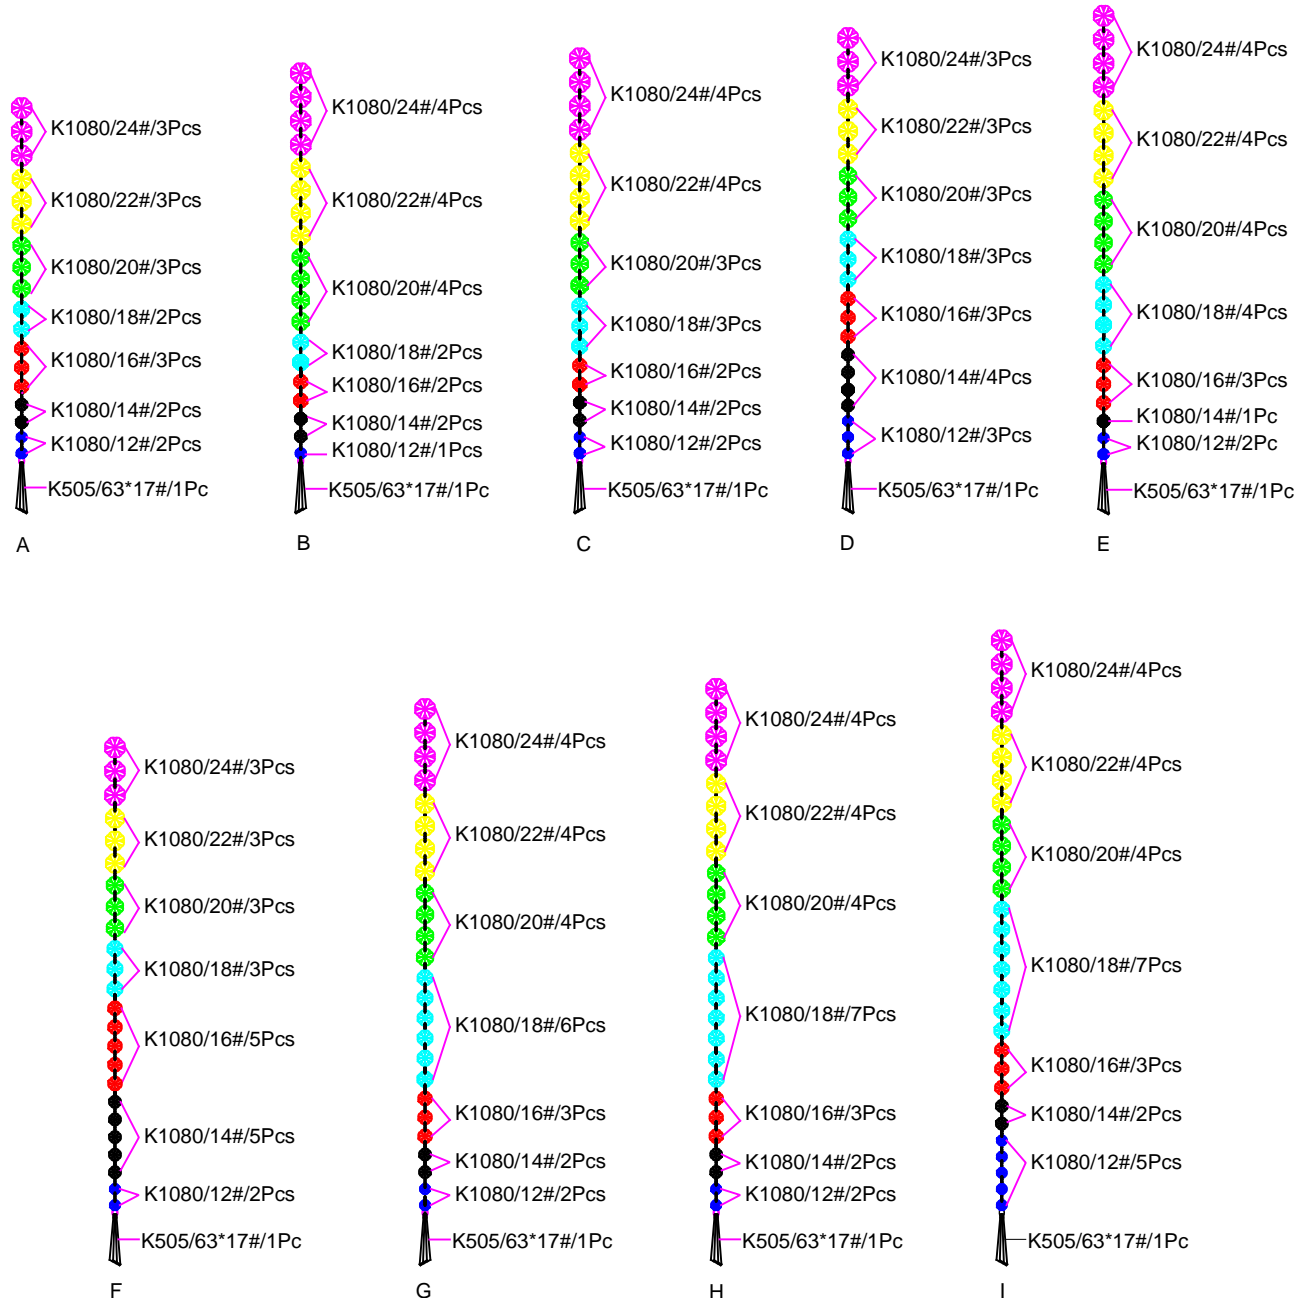 K1080/24#/3Pcs
K1080/22#/3Pcs
K1080/20#/3Pcs
K1080/18#/2Pcs
K1080/16#/3Pcs
K1080/14#/2Pcs
K1080/12#/2Pcs
K505/63*17#/1Pc
A
K1080/24#/4Pcs
K1080/22#/4Pcs
K1080/20#/4Pcs
K1080/18#/2Pcs
K1080/16#/2Pcs
K1080/14#/2Pcs
K1080/12#/1Pcs
K505/63*17#/1Pc
B
K1080/24#/4Pcs
K1080/22#/4Pcs
K1080/20#/3Pcs
K1080/18#/3Pcs
K1080/16#/2Pcs
K1080/14#/2Pcs
K1080/12#/2Pcs
K505/63*17#/1Pc
C
K1080/24#/3Pcs
K1080/22#/3Pcs
K1080/20#/3Pcs
K1080/18#/3Pcs
K1080/16#/3Pcs
K1080/14#/4Pcs
K1080/12#/3Pcs
K505/63*17#/1Pc
D
K1080/24#/4Pcs
K1080/22#/4Pcs
K1080/20#/4Pcs
K1080/18#/4Pcs
K1080/16#/3Pcs
K1080/14#/1Pc
K1080/12#/2Pc
K505/63*17#/1Pc
E
K1080/24#/3Pcs
K1080/22#/3Pcs
K1080/20#/3Pcs
K1080/18#/3Pcs
K1080/16#/5Pcs
K1080/14#/5Pcs
K1080/12#/2Pcs
K505/63*17#/1Pc
F
K1080/24#/4Pcs
K1080/22#/4Pcs
K1080/20#/4Pcs
K1080/18#/6Pcs
K1080/16#/3Pcs
K1080/14#/2Pcs
K1080/12#/2Pcs
K505/63*17#/1Pc
G
K1080/24#/4Pcs
K1080/22#/4Pcs
K1080/20#/4Pcs
K1080/18#/7Pcs
K1080/16#/3Pcs
K1080/14#/2Pcs
K1080/12#/2Pcs
K505/63*17#/1Pc
H
K1080/24#/4Pcs
K1080/22#/4Pcs
K1080/20#/4Pcs
K1080/18#/7Pcs
K1080/16#/3Pcs
K1080/14#/2Pcs
K1080/12#/5Pcs
K505/63*17#/1Pc
I